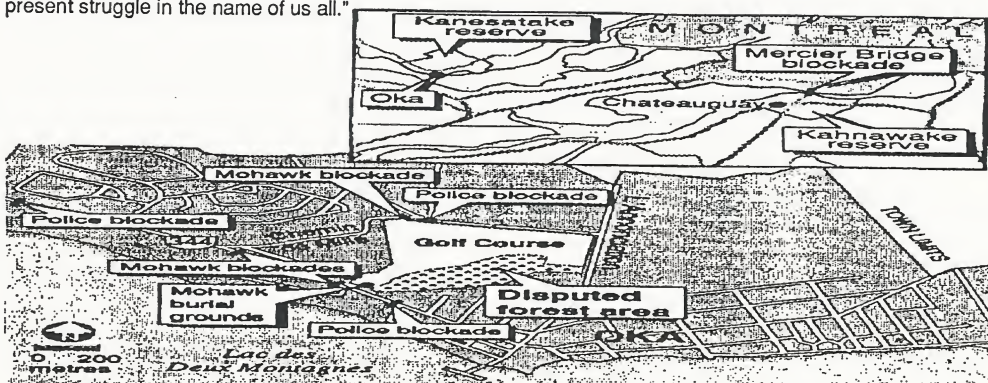 present struggle in the name of us all."
Kanesatake
reserve
MONTREAL
Mercier Bridge
blockade
Oka
Chateauguay
Kahnawake
reserve
Mohawk blockade
Police blockade
Police blockade
344
Golf Course
TOWN LIMITS
Mohawk blockades
Mohawk
burial
grounds
Disputed
forest area
Police blockade
OKA
N
0 200
metres
Lac des
Deux Montagnes